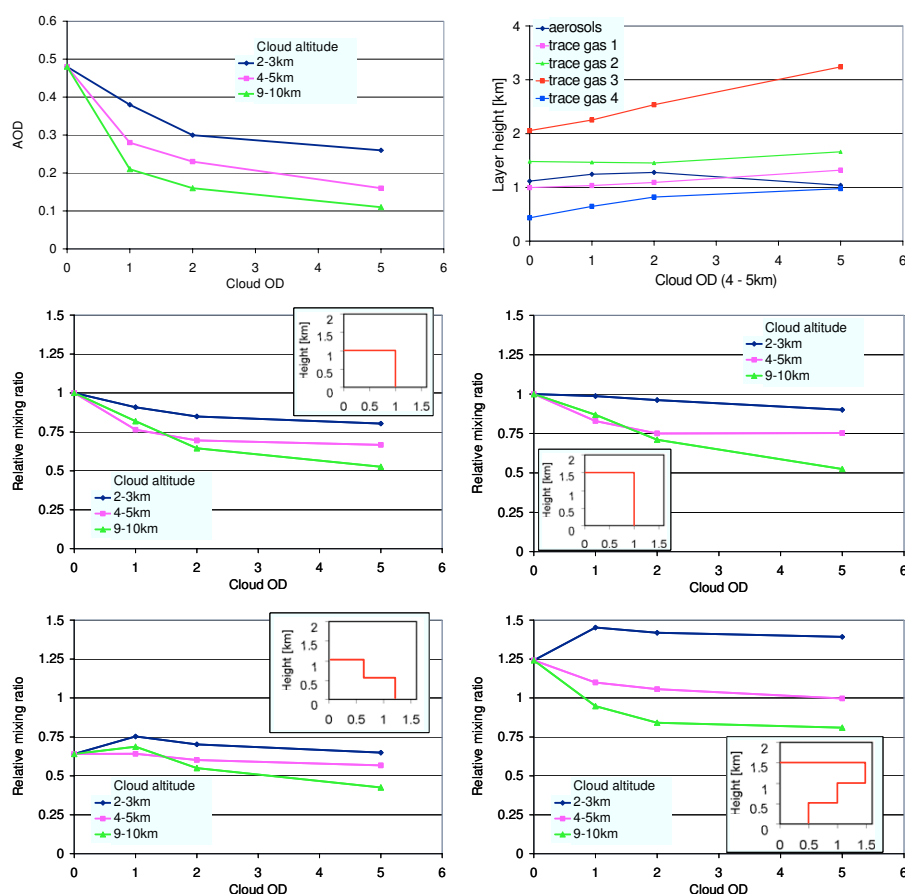 0.6
0.5
0.4
0.3
0.2
0.1
0
AOD
0 1 2 3 4 5 6
Cloud OD
Cloud altitude
2-3km
4-5km
9-10km
4
3
2
1
0
Layer height [km]
0 1 2 3 4 5 6
Cloud OD (4 - 5km)
aerosols
trace gas 1
trace gas 2
trace gas 3
trace gas 4
1.5
1.25
1
0.75
0.5
0.25
0
Relative mixing ratio
0 1 2 3 4 5 6
Cloud OD
Cloud altitude
2-3km
4-5km
9-10km
Height [km]
2
1.5
1
0.5
0
0 0.5 1 1.5
1.5
1.25
1
0.75
0.5
0.25
0
Relative mixing ratio
0 1 2 3 4 5 6
Cloud OD
Cloud altitude
2-3km
4-5km
9-10km
Height [km]
2
1.5
1
0.5
0
0 0.5 1 1.5
1.5
1.25
1
0.75
0.5
0.25
0
Relative mixing ratio
0 1 2 3 4 5 6
Cloud OD
Cloud altitude
2-3km
4-5km
9-10km
Height [km]
2
1.5
1
0.5
0
0 0.5 1 1.5
1.5
1.25
1
0.75
0.5
0.25
0
Relative mixing ratio
0 1 2 3 4 5 6
Cloud OD
Cloud altitude
2-3km
4-5km
9-10km
Height [km]
2
1.5
1
0.5
0
0 0.5 1 1.5